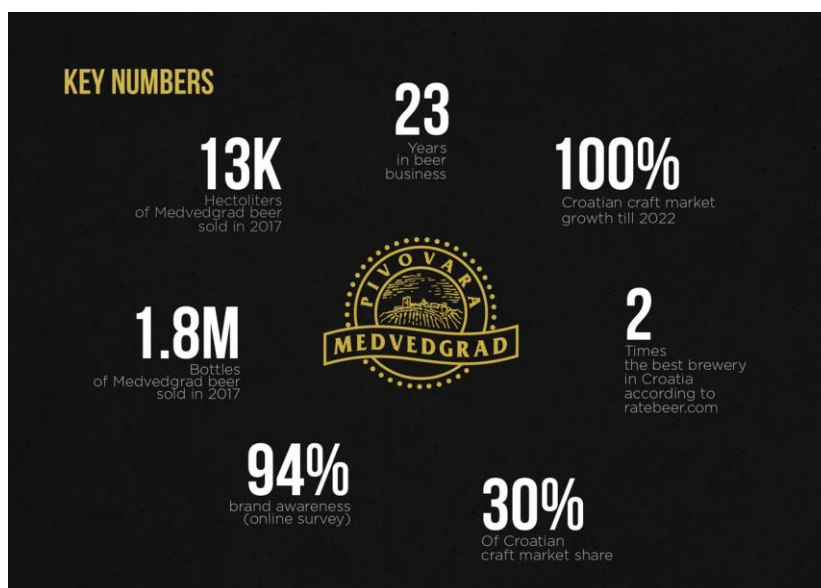 KEY NUMBERS
23
Years
in beer
business
13K
Hectoliters
of Medvedgrad beer
sold in 2017
100%
Croatian craft market
growth till 2022
PIVOVARA
MEDVEDGRAD
1.8M
Bottles
of Medvedgrad beer
sold in 2017
2
Times
the best brewery
in Croatia
according to
ratebeer.com
94%
brand awareness
(online survey)
30%
Of Croatian
craft market share